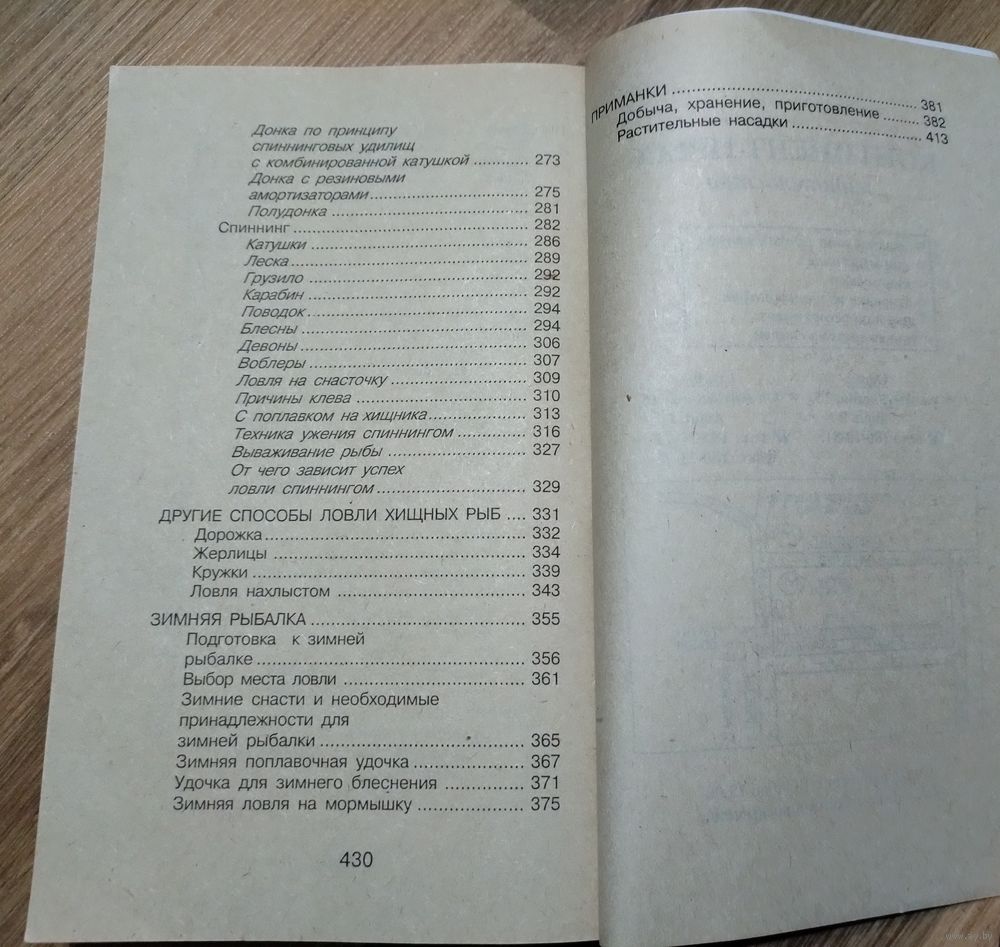 Донка по принципу
спиннинговых удилищ
с комбинированной катушкой ............ 273
Донка с резиновыми
амортизаторами ............ 275
Полудонка ............ 281
Спиннинг ............ 282
Катушки ............ 286
Леска ............ 289
Грузило ............ 292
Карабин ............ 292
Поводок ............ 294
Блесны ............ 294
Девоны ............ 306
Воблеры ............ 307
Ловля на снасточку ............ 309
Причины клева ............ 310
С поплавком на хищника ............ 313
Техника ужения спиннингом ............ 316
Вываживание рыбы ............ 327
От чего зависит успех
ловли спиннингом ............ 329
ДРУГИЕ СПОСОБЫ ЛОВЛИ ХИЩНЫХ РЫБ .... 331
Дорожка ............ 332
Жерлицы ............ 334
Кружки ............ 339
Ловля нахлыстом ............ 343
ЗИМНЯЯ РЫБАЛКА ............ 355
Подготовка к зимней
рыбалке ............ 356
Выбор места ловли ............ 361
Зимние снасти и необходимые
принадлежности для
зимней рыбалки ............ 365
Зимняя поплавочная удочка ............ 367
Удочка для зимнего блеснения ............ 371
Зимняя ловля на мормышку ............ 375
430
ПРИМАНКИ ............ 381
Добыча, хранение, приготовление ....... 382
Растительные насадки ............ 413
www.ay.by